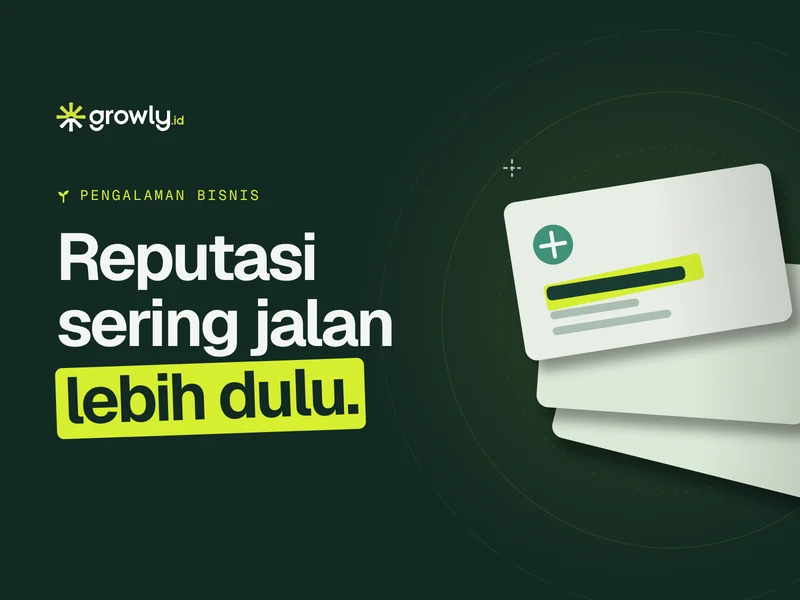 growly.id
PENGALAMAN BISNIS
Reputasi
sering jalan
lebih dulu.